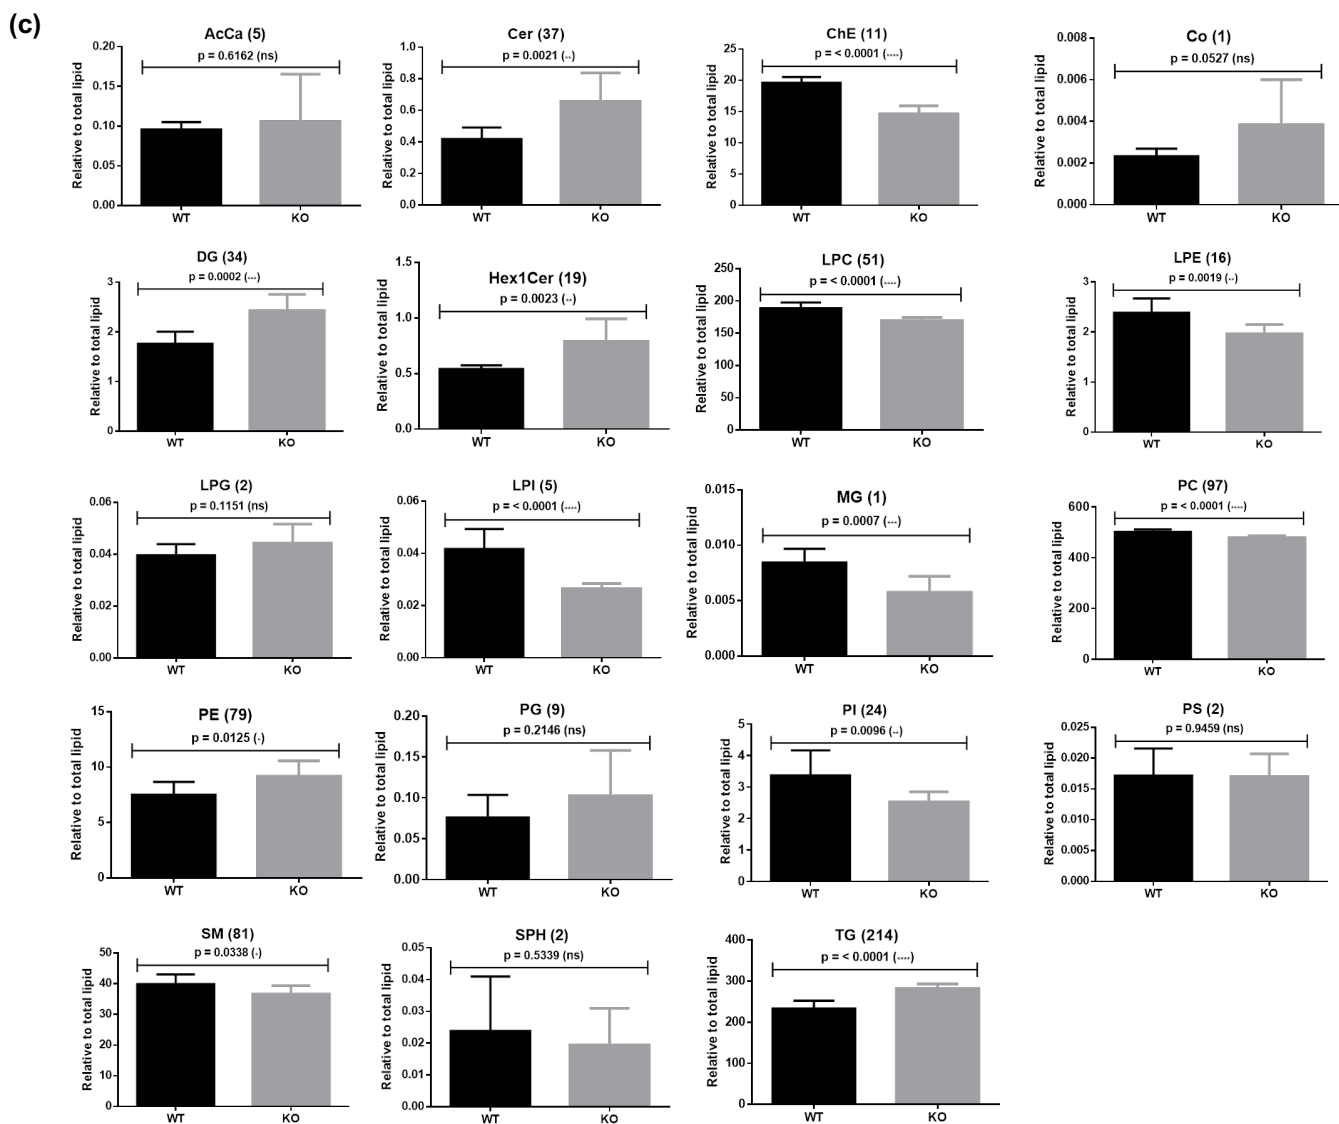 (c)
AcCa (5)
p = 0.6162 (ns)
Relative to total lipid
0.20
0.15
0.10
0.05
0.00
WT KO
Cer (37)
p = 0.0021 (--)
Relative to total lipid
1.0
0.8
0.6
0.4
0.2
0.0
WT KO
ChE (11)
p = < 0.0001 (----)
Relative to total lipid
25
20
15
10
5
0
WT KO
Co (1)
p = 0.0527 (ns)
Relative to total lipid
0.008
0.006
0.004
0.002
0.000
WT KO
DG (34)
p = 0.0002 (---)
Relative to total lipid
3
2
1
0
WT KO
Hex1Cer (19)
p = 0.0023 (--)
Relative to total lipid
1.5
1.0
0.5
0.0
WT KO
LPC (51)
p = < 0.0001 (----)
Relative to total lipid
250
200
150
100
50
0
WT KO
LPE (16)
p = 0.0019 (--)
Relative to total lipid
3
2
1
0
WT KO
LPG (2)
p = 0.1151 (ns)
Relative to total lipid
0.06
0.04
0.02
0.00
WT KO
LPI (5)
p = < 0.0001 (----)
Relative to total lipid
0.06
0.04
0.02
0.00
WT KO
MG (1)
p = 0.0007 (---)
Relative to total lipid
0.015
0.010
0.005
0.000
WT KO
PC (97)
p = < 0.0001 (----)
Relative to total lipid
600
400
200
0
WT KO
PE (79)
p = 0.0125 (-)
Relative to total lipid
15
10
5
0
WT KO
PG (9)
p = 0.2146 (ns)
Relative to total lipid
0.20
0.15
0.10
0.05
0.00
WT KO
PI (24)
p = 0.0096 (--)
Relative to total lipid
5
4
3
2
1
0
WT KO
PS (2)
p = 0.9459 (ns)
Relative to total lipid
0.025
0.020
0.015
0.010
0.005
0.000
WT KO
SM (81)
p = 0.0338 (-)
Relative to total lipid
50
40
30
20
10
0
WT KO
SPH (2)
p = 0.5339 (ns)
Relative to total lipid
0.05
0.04
0.03
0.02
0.01
0.00
WT KO
TG (214)
p = < 0.0001 (----)
Relative to total lipid
400
300
200
100
0
WT KO